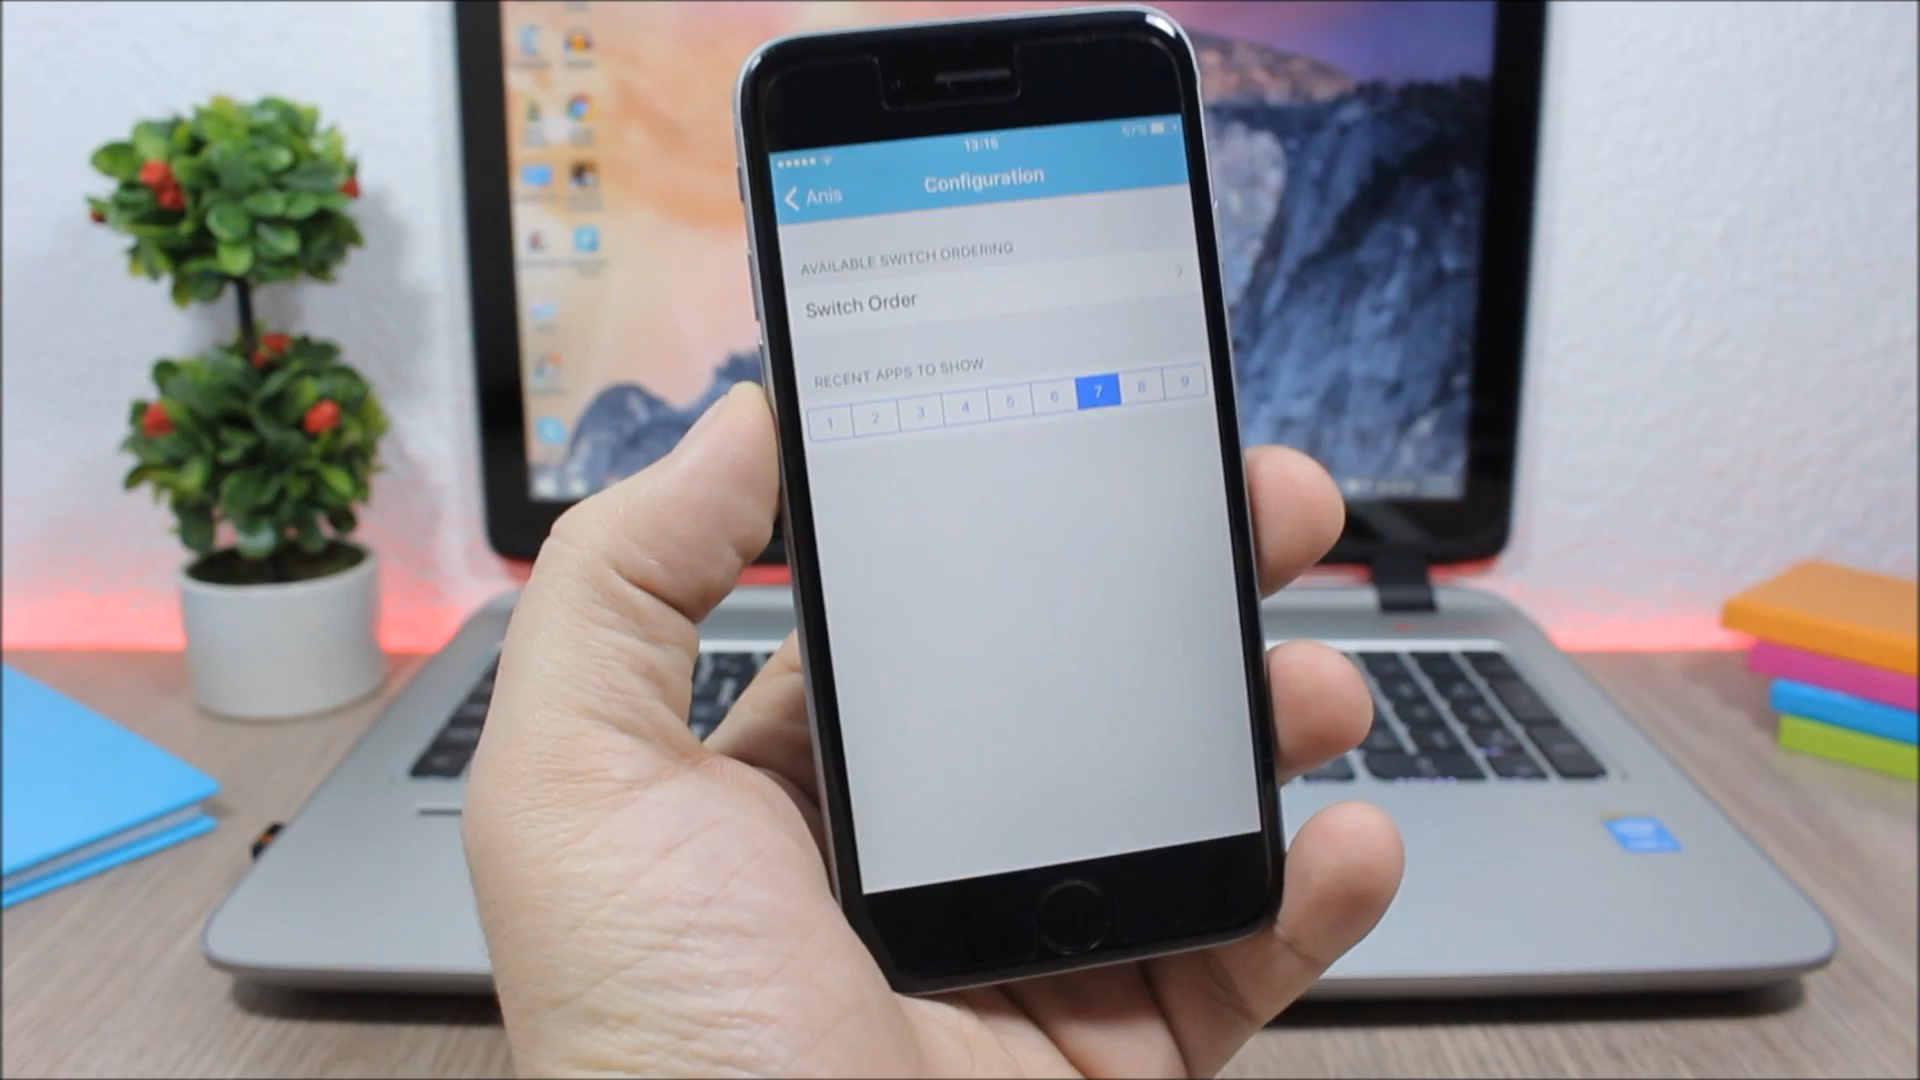 13:15
57%
Anis
Configuration
AVAILABLE SWITCH ORDERING
Switch Order
RECENT APPS TO SHOW
1 2 3 4 5 6 7 8 9